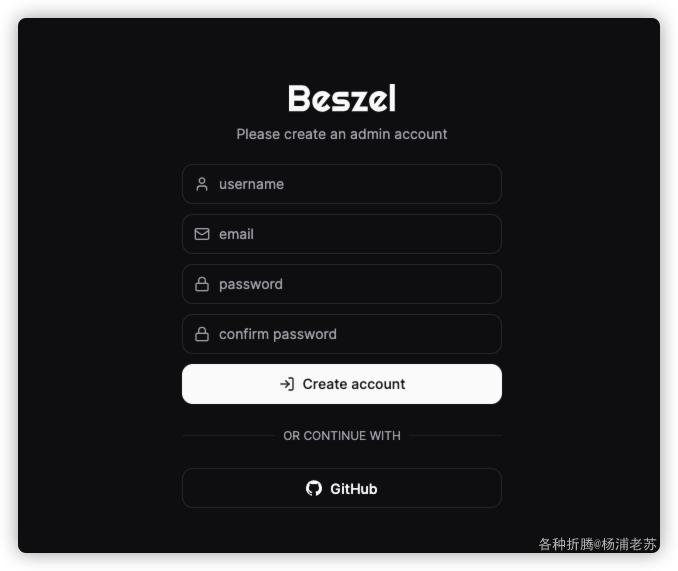 Beszel
Please create an admin account
username
email
password
confirm password
Create account
OR CONTINUE WITH
GitHub
各种折腾@杨浦老苏